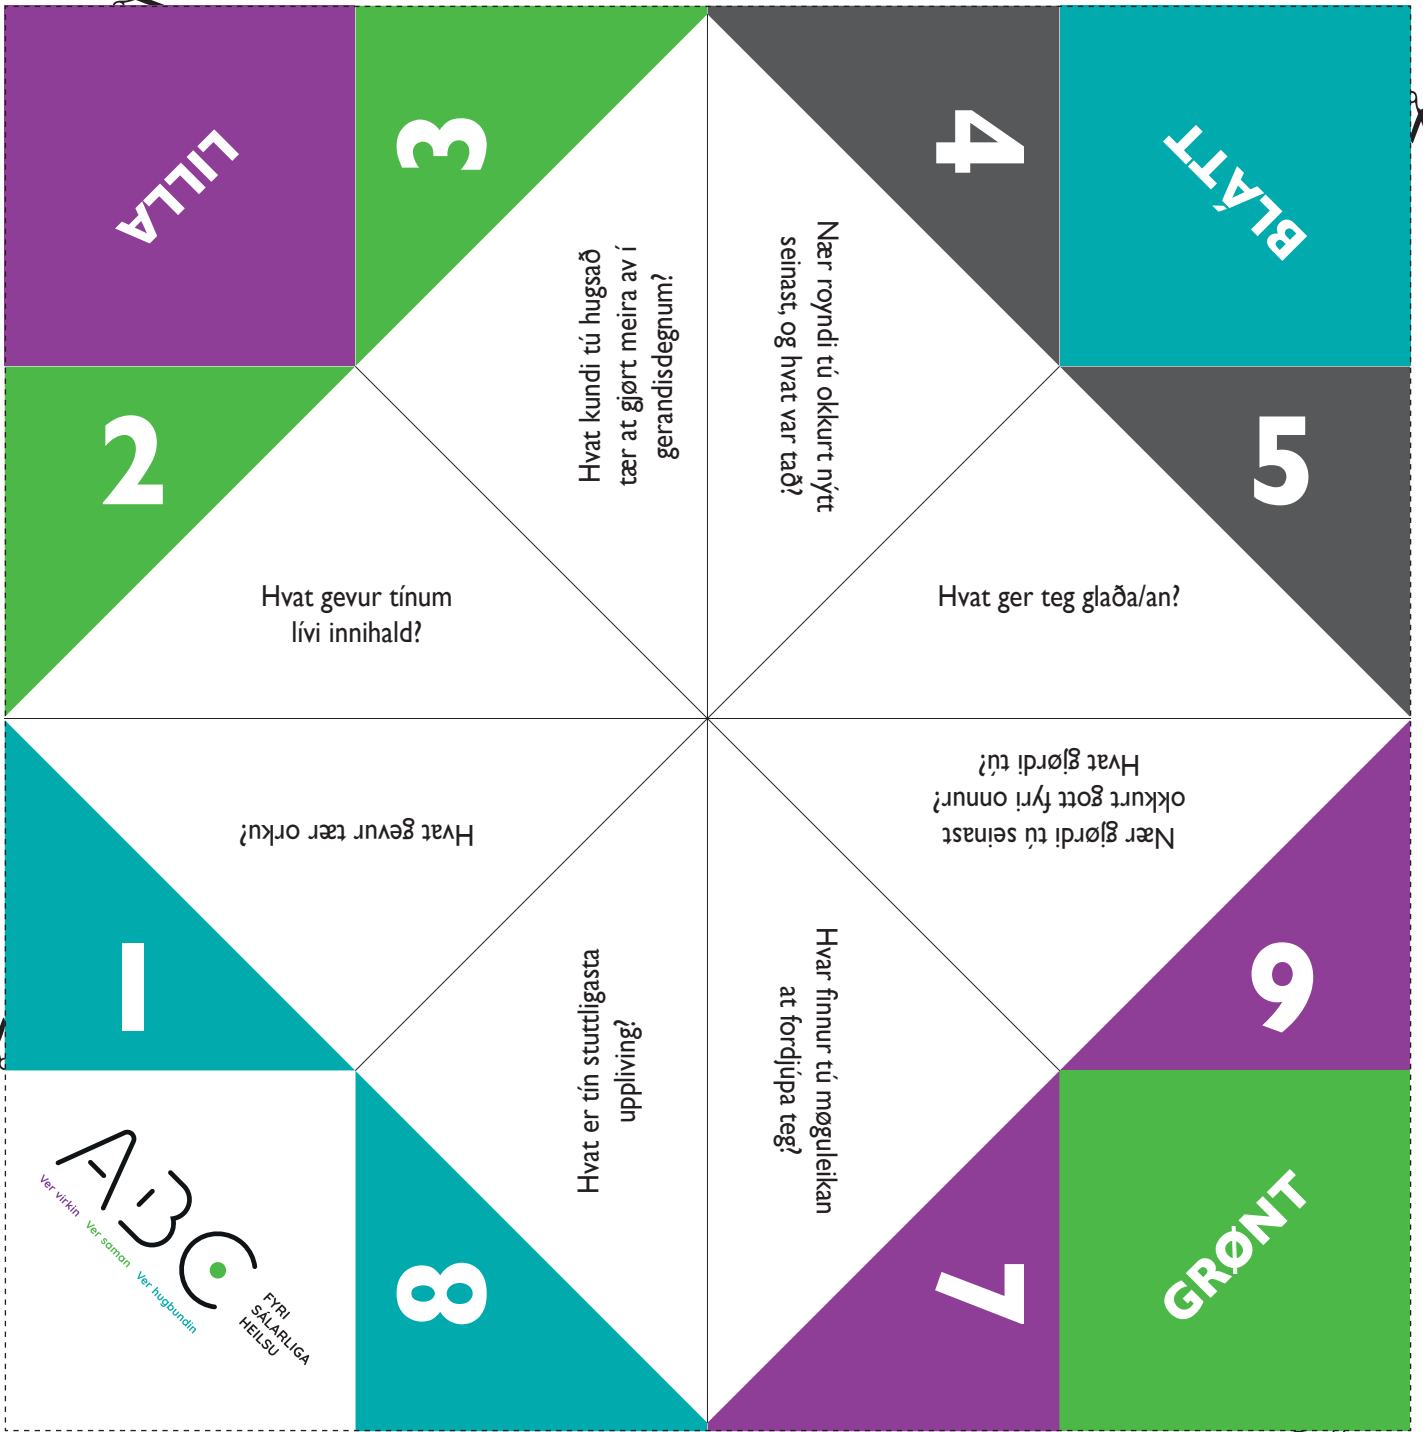 LILLA
3
4
BLÁTT
2
5
Hvat kundi tú hugsað
tær at gjørt meira av í
gerandisdegnum?
Nær royndi tú okkurt nýtt
seinast, og hvat var tað?
Hvat gevur tínum
lívi innihald?
Hvat ger teg glaða/an?
Hvat gevur tær orku?
Nær gjørdi tú seinast
okkurt gott fyri onnur?
Hvat gjørdi tú?
1
6
Hvat er tín stuttligasta
uppliving?
Hvar finnur tú møguleikan
at fordjúpa teg?
8
7
GRØNT
ABC
Ver virkin
Ver saman
Ver hugbundin
FYRI
SÁLARLIGA
HEILSU